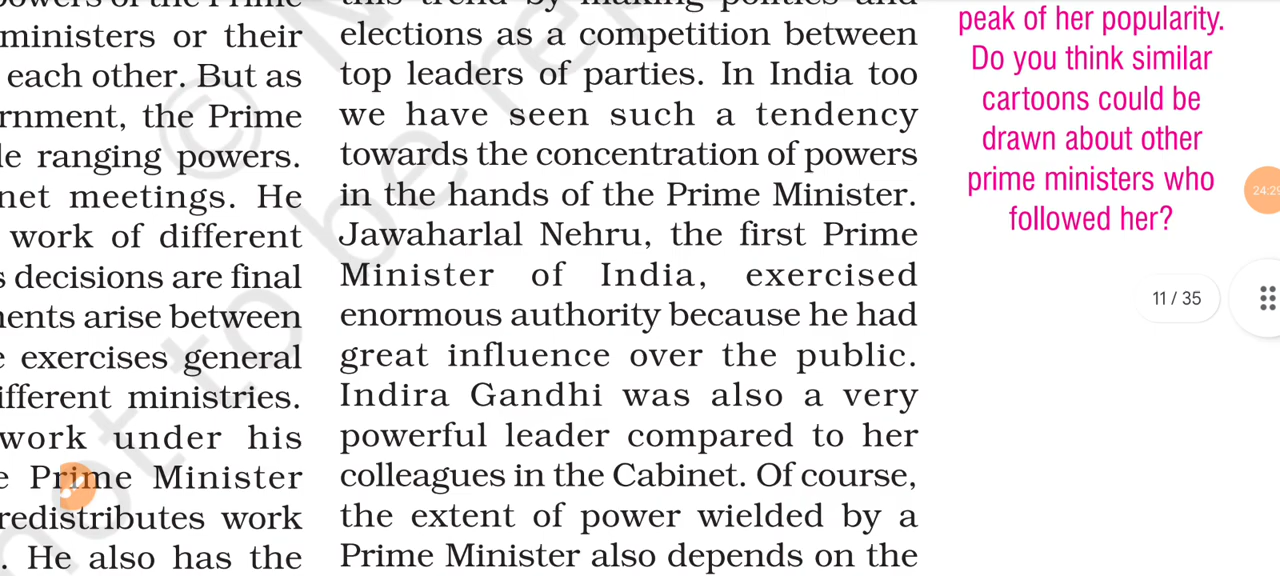 ministers or their
each other. But as
rnment, the Prime
le ranging powers.
net meetings. He
work of different
s decisions are final
ents arise between
e exercises general
ifferent ministries.
work under his
e Prime Minister
redistributes work
. He also has the
elections as a competition between
top leaders of parties. In India too
we have seen such a tendency
towards the concentration of powers
in the hands of the Prime Minister.
Jawaharlal Nehru, the first Prime
Minister of India, exercised
enormous authority because he had
great influence over the public.
Indira Gandhi was also a very
powerful leader compared to her
colleagues in the Cabinet. Of course,
the extent of power wielded by a
Prime Minister also depends on the
peak of her popularity.
Do you think similar
cartoons could be
drawn about other
prime ministers who
followed her?
24:29
11 / 35